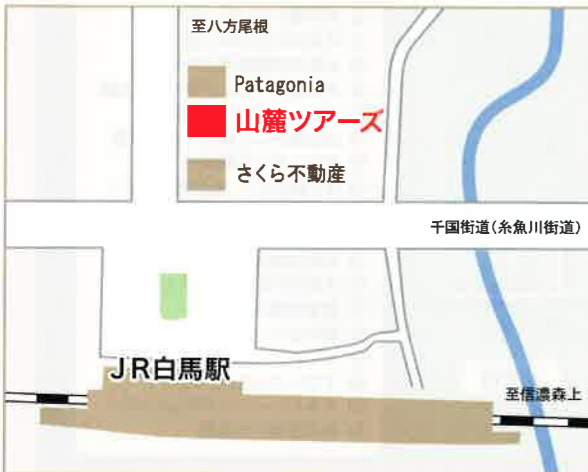 至八方尾根
Patagonia
山麓ツアーズ
さくら不動産
千国街道(糸魚川街道)
JR白馬駅
至信濃森上